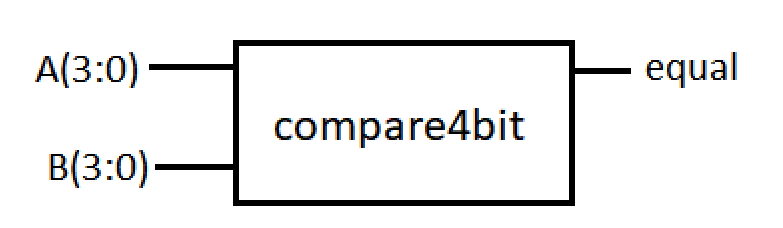 A(3:0)
equal
compare4bit
B(3:0)